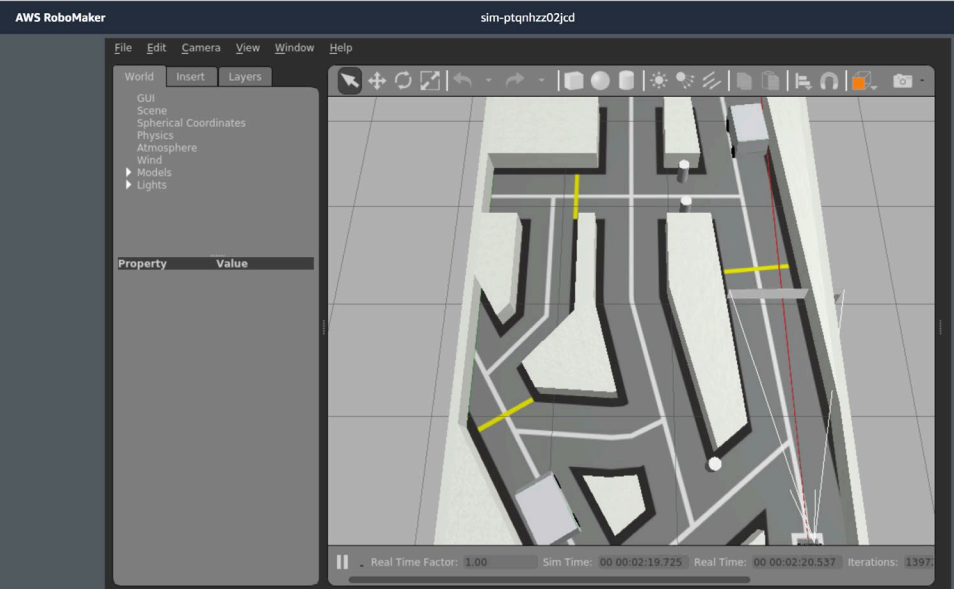 AWS RoboMaker
sim-ptqnhzz02jcd
File Edit Camera View Window Help
World Insert Layers
GUI
Scene
Spherical Coordinates
Physics
Atmosphere
Wind
Models
Lights
Property Value
Real Time Factor: 1.00 Sim Time: 00 00:02:19.725 Real Time: 00 00:02:20.537 Iterations: 1397